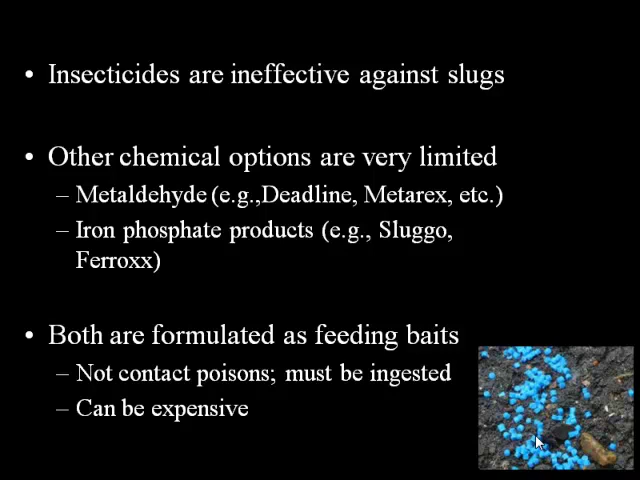 • Insecticides are ineffective against slugs
• Other chemical options are very limited
– Metaldehyde (e.g.,Deadline, Metarex, etc.)
– Iron phosphate products (e.g., Sluggo,
Ferroxx)
• Both are formulated as feeding baits
– Not contact poisons; must be ingested
– Can be expensive